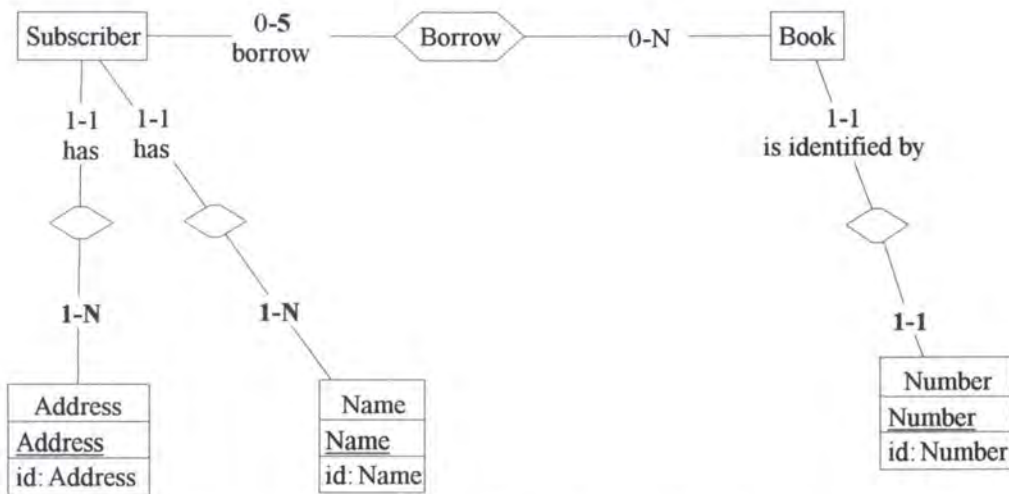 Subscriber
0-5
borrow
Borrow
0-N
Book
1-1
has
1-1
has
1-1
is identified by
1-N
1-N
1-1
Address
Address
id: Address
Name
Name
id: Name
Number
Number
id: Number